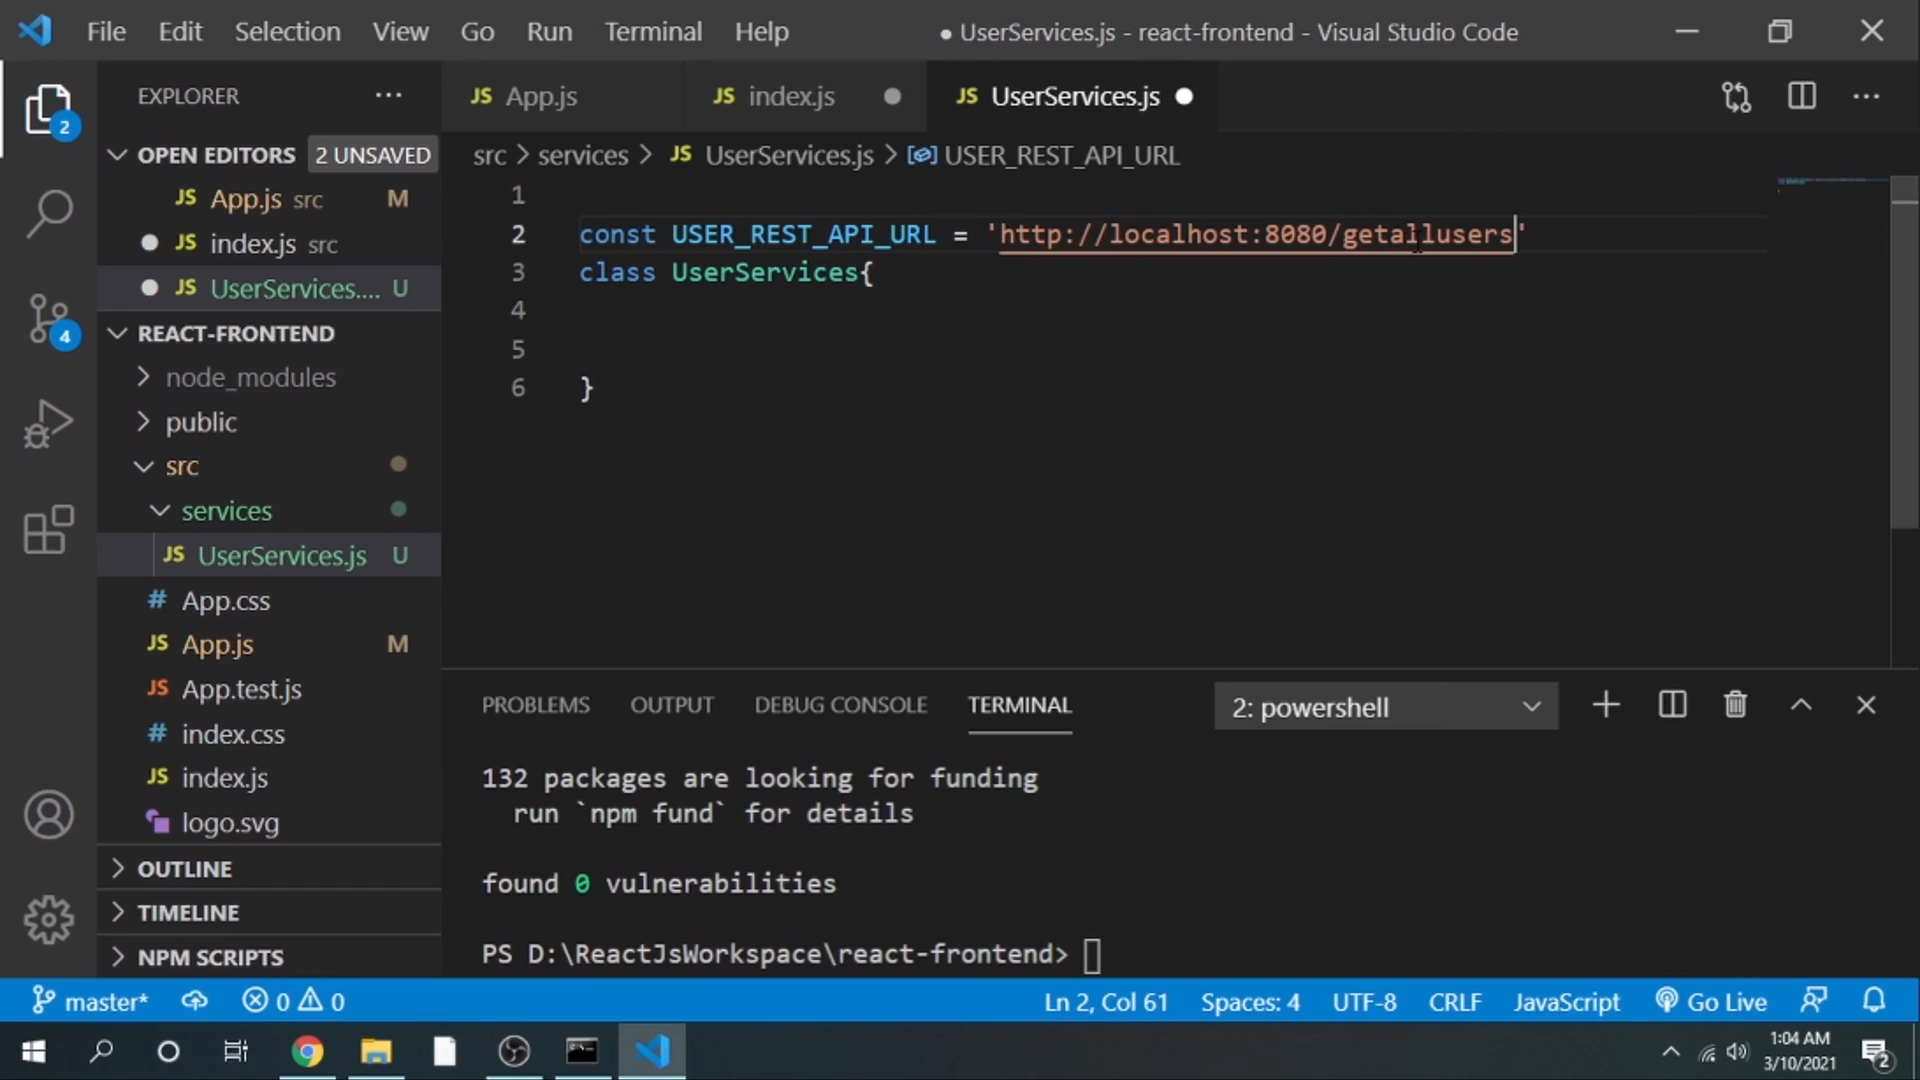 File Edit Selection View Go Run Terminal Help
● UserServices.js - react-frontend - Visual Studio Code
EXPLORER
JS App.js
JS index.js
JS UserServices.js
OPEN EDITORS 2 UNSAVED
JS App.js src M
JS index.js src
JS UserServices.... U
REACT-FRONTEND
node_modules
public
src
services
JS UserServices.js U
# App.css
JS App.js M
JS App.test.js
# index.css
JS index.js
logo.svg
OUTLINE
TIMELINE
NPM SCRIPTS
2
4
src > services > JS UserServices.js > USER_REST_API_URL
1
2 const USER_REST_API_URL = 'http://localhost:8080/getallusers'
3 class UserServices{
4
5
6 }
PROBLEMS OUTPUT DEBUG CONSOLE TERMINAL 2: powershell
132 packages are looking for funding
run `npm fund` for details
found 0 vulnerabilities
PS D:\ReactJsWorkspace\react-frontend>
master* 0 0 Ln 2, Col 61 Spaces: 4 UTF-8 CRLF JavaScript Go Live
1:04 AM
3/10/2021
2